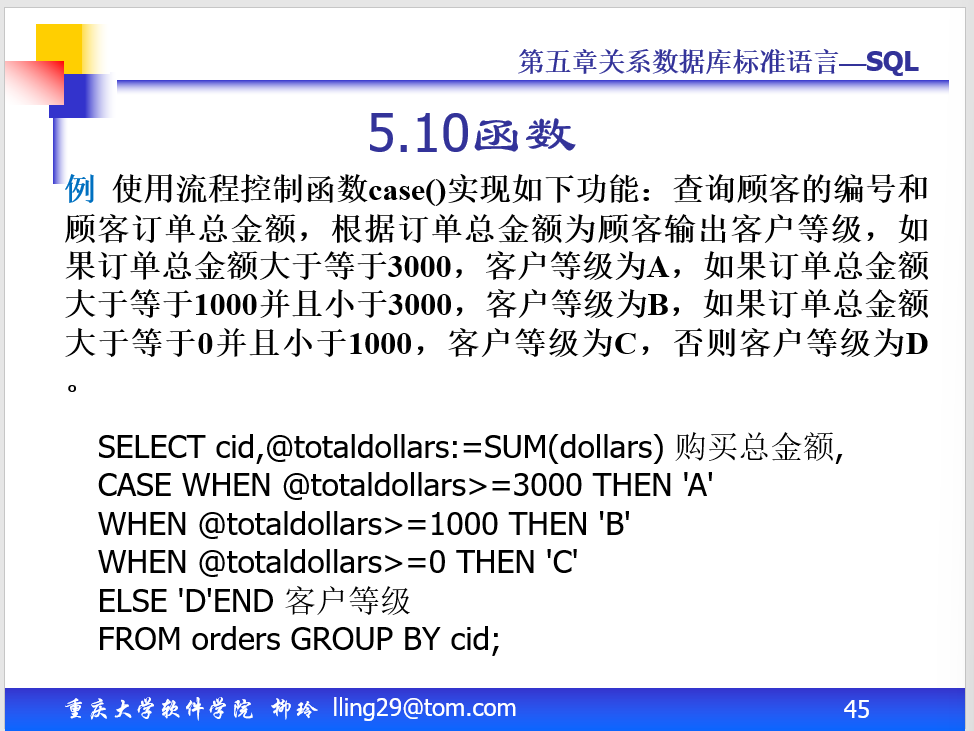 第五章关系数据库标准语言—SQL
5.10函数
例 使用流程控制函数case()实现如下功能：查询顾客的编号和
顾客订单总金额，根据订单总金额为顾客输出客户等级，如
果订单总金额大于等于3000，客户等级为A，如果订单总金额
大于等于1000并且小于3000，客户等级为B，如果订单总金额
大于等于0并且小于1000，客户等级为C，否则客户等级为D
。
SELECT cid,@totaldollars:=SUM(dollars) 购买总金额,
CASE WHEN @totaldollars>=3000 THEN 'A'
WHEN @totaldollars>=1000 THEN 'B'
WHEN @totaldollars>=0 THEN 'C'
ELSE 'D'END 客户等级
FROM orders GROUP BY cid;
重庆大学软件学院 柳玲 lling29@tom.com
45